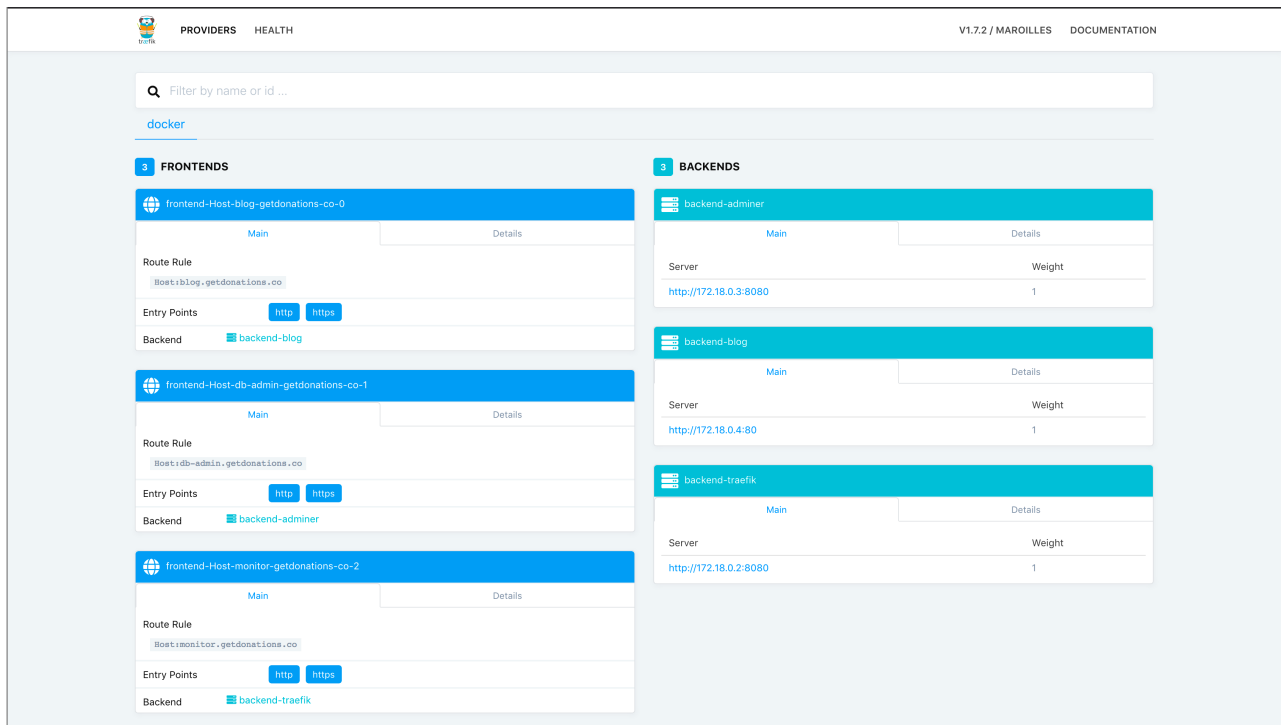 træfik
PROVIDERS HEALTH
V1.7.2 / MAROILLES DOCUMENTATION
Filter by name or id ...
docker
3 FRONTENDS
frontend-Host-blog-getdonations-co-0
Main Details
Route Rule
Host:blog.getdonations.co
Entry Points http https
Backend backend-blog
frontend-Host-db-admin-getdonations-co-1
Main Details
Route Rule
Host:db-admin.getdonations.co
Entry Points http https
Backend backend-adminer
frontend-Host-monitor-getdonations-co-2
Main Details
Route Rule
Host:monitor.getdonations.co
Entry Points http https
Backend backend-traefik
3 BACKENDS
backend-adminer
Main Details
Server Weight
http://172.18.0.3:8080 1
backend-blog
Main Details
Server Weight
http://172.18.0.4:80 1
backend-traefik
Main Details
Server Weight
http://172.18.0.2:8080 1